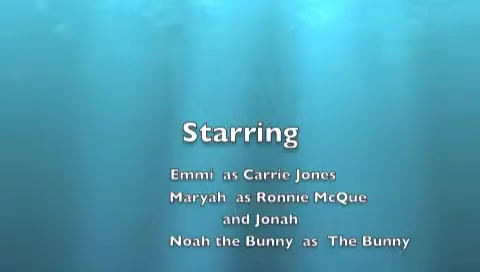 Starring
Emmi as Carrie Jones
Maryah as Ronnie McQue
and Jonah
Noah the Bunny as The Bunny